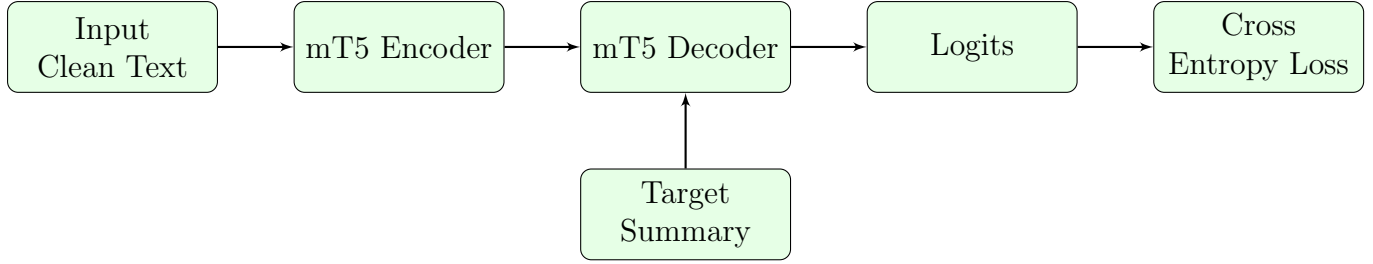 Input
Clean Text
mT5 Encoder
mT5 Decoder
Logits
Cross
Entropy Loss
Target
Summary